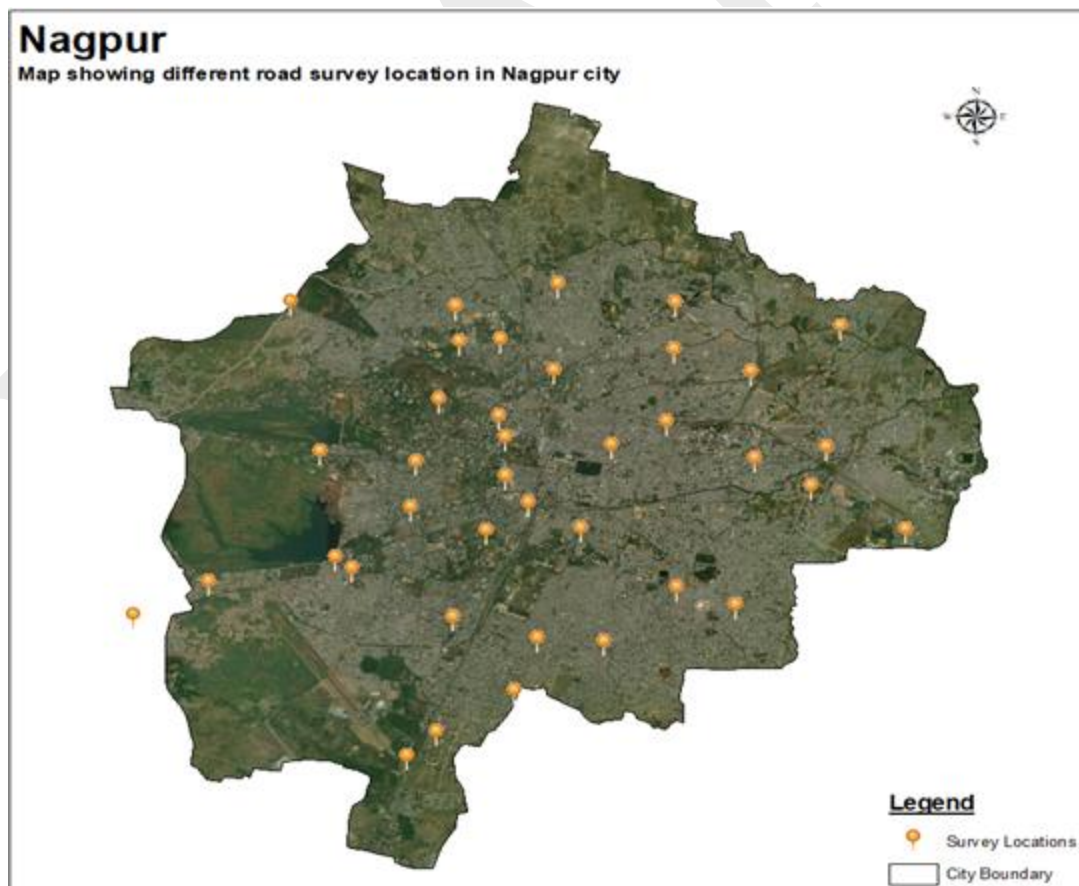 Nagpur
Map showing different road survey location in Nagpur city
N
W E
S
Legend
Survey Locations
City Boundary